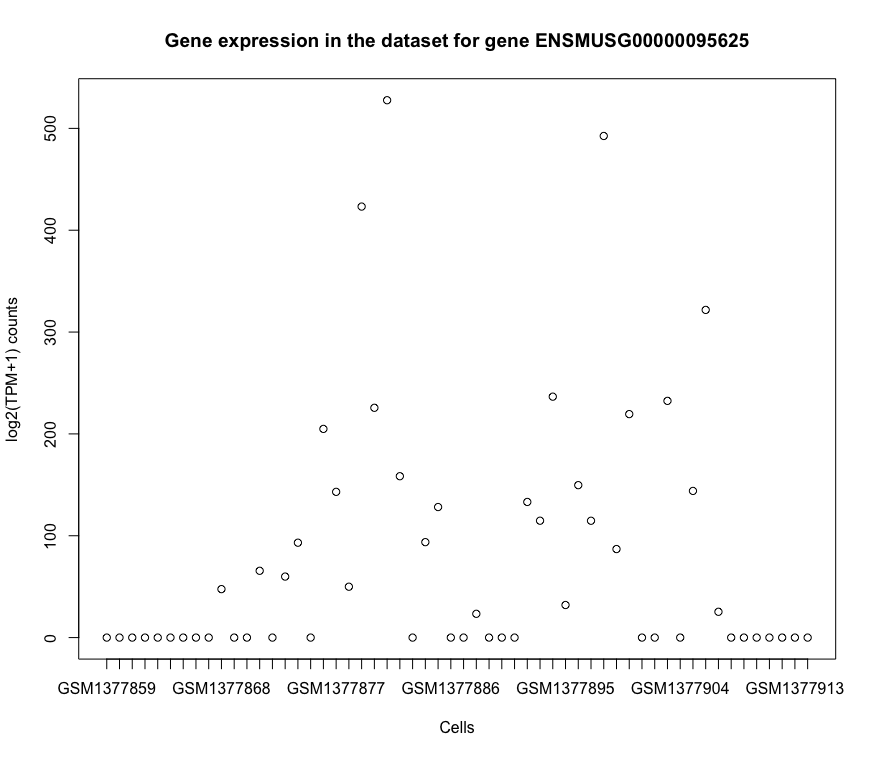 Gene expression in the dataset for gene ENSMUSG00000095625
log2(TPM+1) counts
500
400
300
200
100
0
GSM1377859 GSM1377868 GSM1377877 GSM1377886 GSM1377895 GSM1377904 GSM1377913
Cells